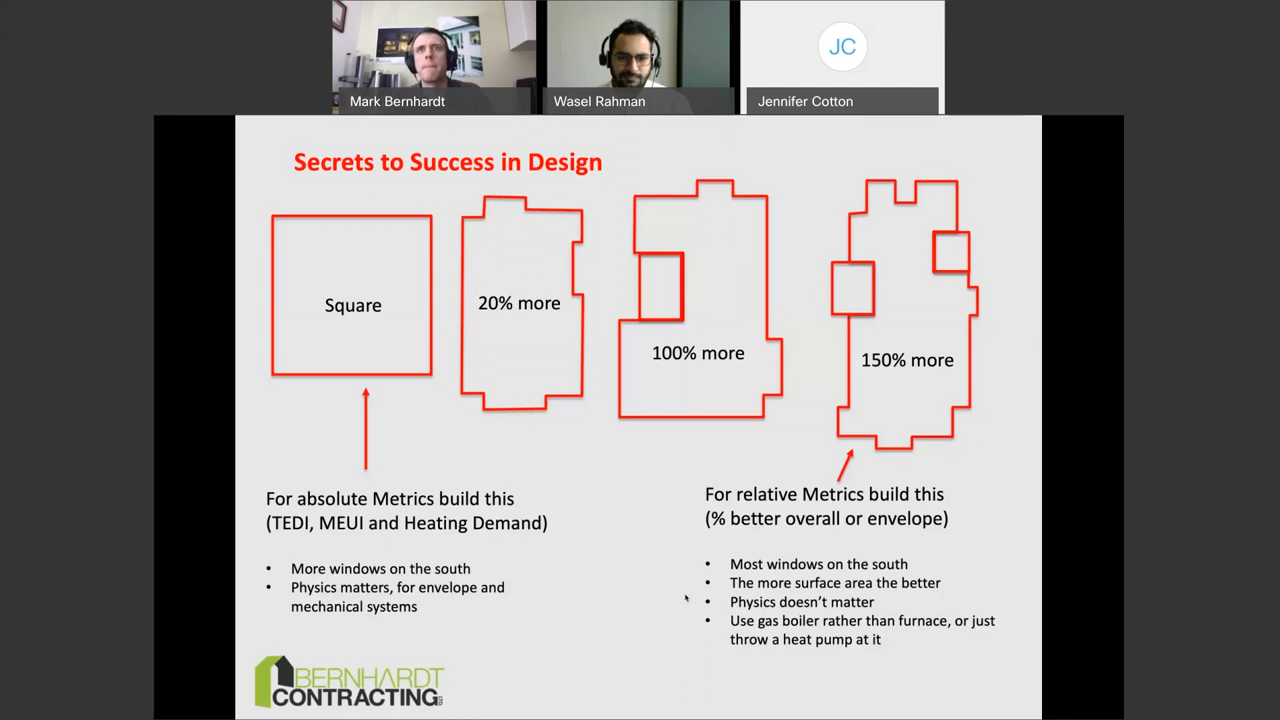 JC
Mark Bernhardt
Wasel Rahman
Jennifer Cotton
Secrets to Success in Design
Square
20% more
100% more
150% more
For absolute Metrics build this
(TEDI, MEUI and Heating Demand)
• More windows on the south
• Physics matters, for envelope and
mechanical systems
For relative Metrics build this
(% better overall or envelope)
• Most windows on the south
• The more surface area the better
• Physics doesn't matter
• Use gas boiler rather than furnace, or just
throw a heat pump at it
BERNHARDT
CONTRACTING LTD